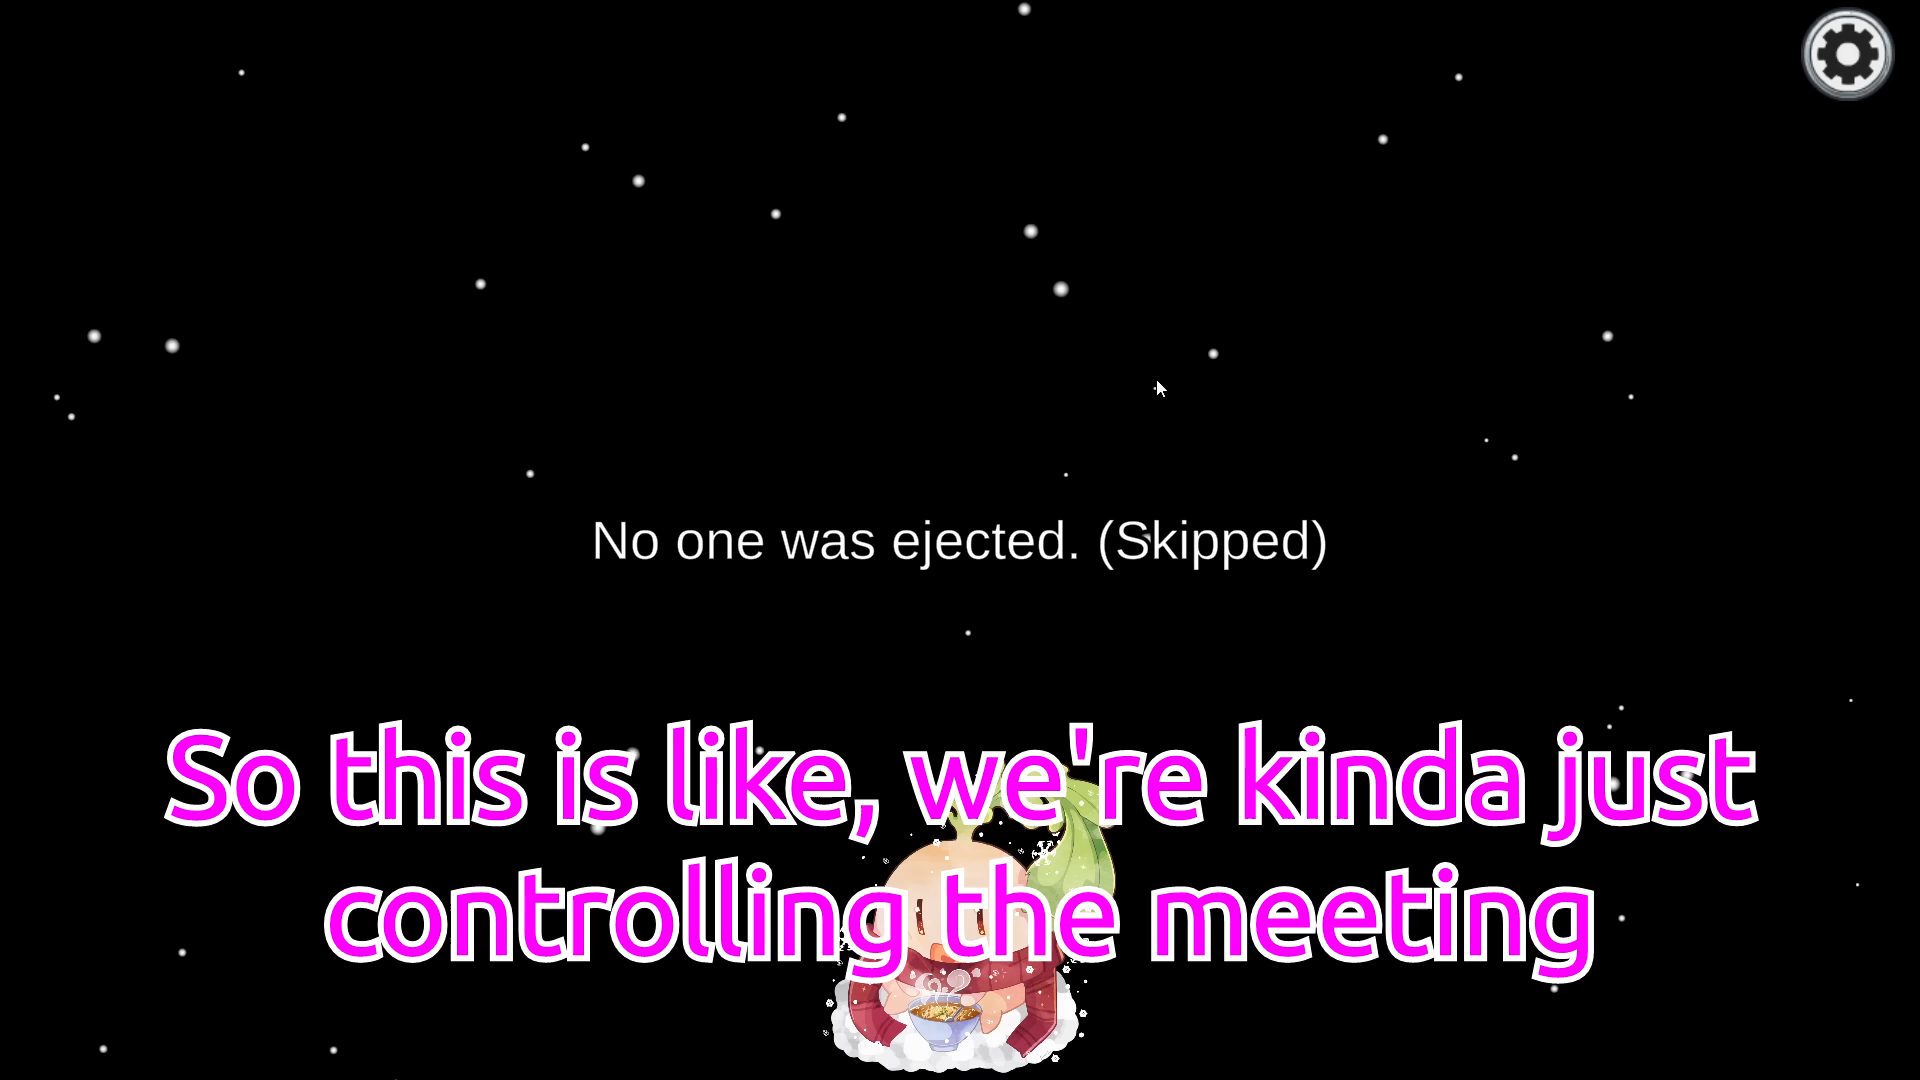 No one was ejected. (Skipped)
So this is like, we're kinda just
controlling the meeting